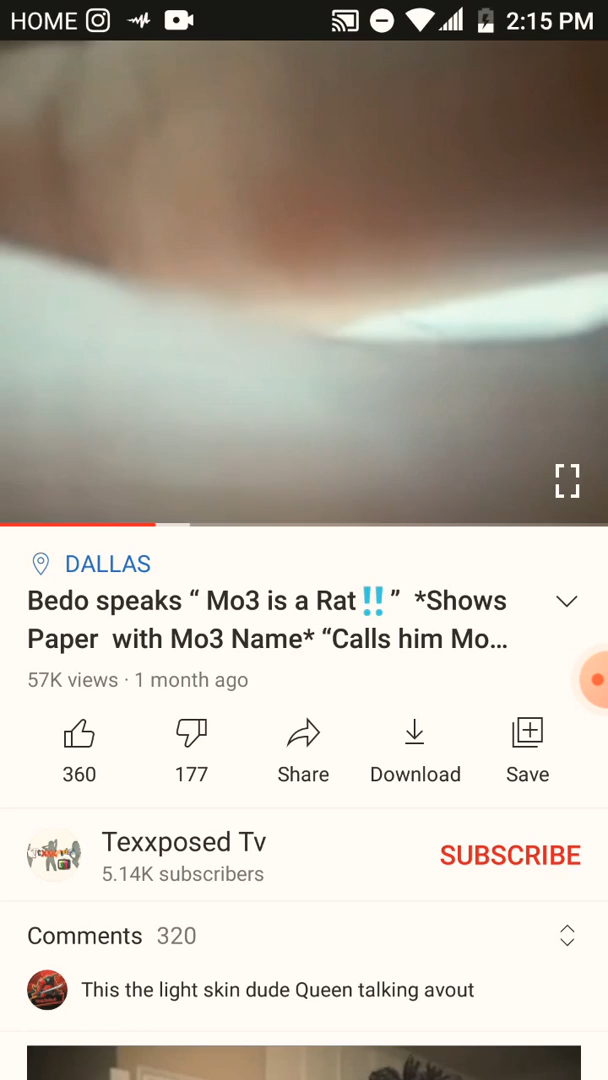 HOME 2:15 PM
DALLAS
Bedo speaks “ Mo3 is a Rat‼️” *Shows
Paper with Mo3 Name* “Calls him Mo...
57K views · 1 month ago
360 177 Share Download Save
Texxposed Tv
5.14K subscribers
SUBSCRIBE
Comments 320
This the light skin dude Queen talking avout